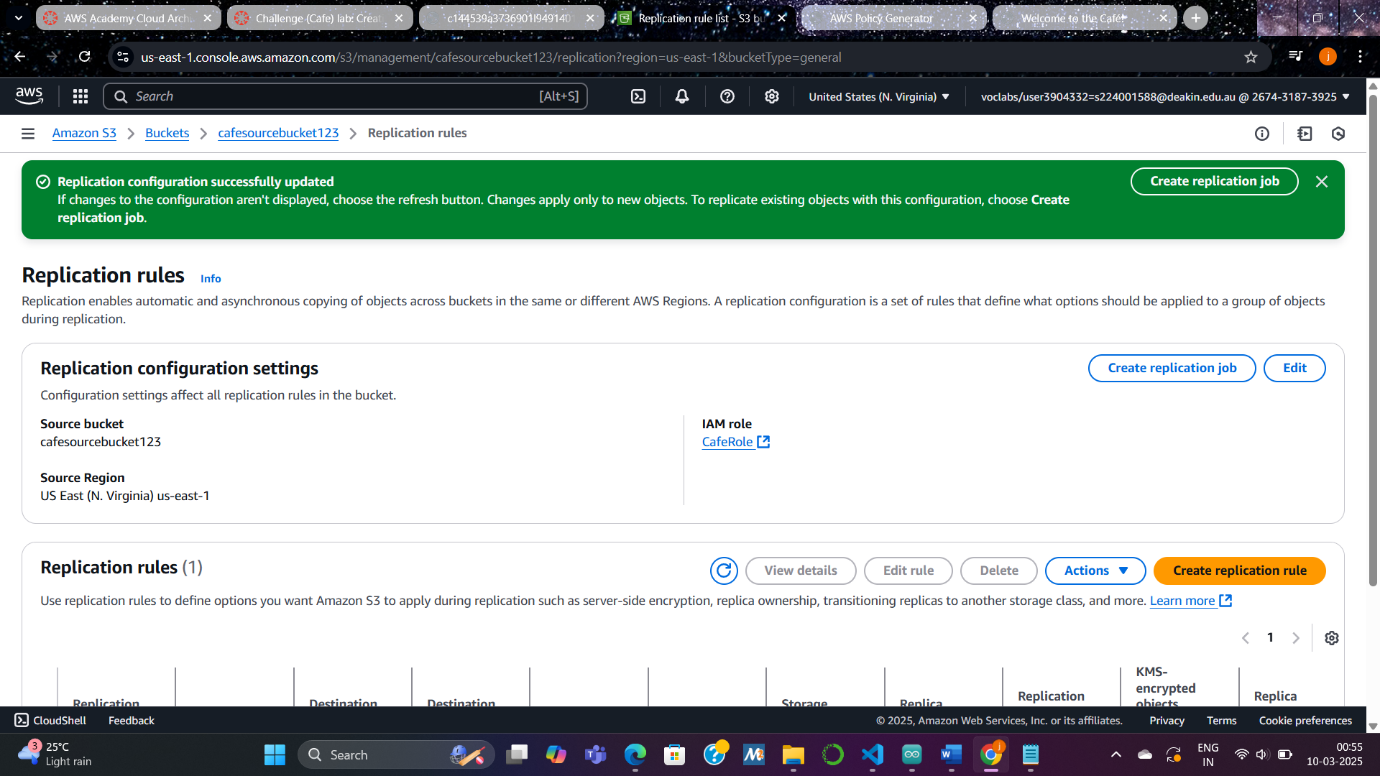 AWS Academy Cloud Arch
Challenge (Cafe) lab: Crea
c144539a3736901l949140
Replication rule list - S3 bu
AWS Policy Generator
Welcome to the Café!
us-east-1.console.aws.amazon.com/s3/management/cafesourcebucket123/replication?region=us-east-1&bucketType=general
aws
Search
[Alt+S]
United States (N. Virginia)
voclabs/user3904332=s224001588@deakin.edu.au @ 2674-3187-3925
Amazon S3 > Buckets > cafesourcebucket123 > Replication rules
Replication configuration successfully updated
If changes to the configuration aren't displayed, choose the refresh button. Changes apply only to new objects. To replicate existing objects with this configuration, choose Create
replication job.
Create replication job
Replication rules Info
Replication enables automatic and asynchronous copying of objects across buckets in the same or different AWS Regions. A replication configuration is a set of rules that define what options should be applied to a group of objects
during replication.
Replication configuration settings
Create replication job
Edit
Configuration settings affect all replication rules in the bucket.
Source bucket
cafesourcebucket123
IAM role
CafeRole
Source Region
US East (N. Virginia) us-east-1
Replication rules (1)
View details
Edit rule
Delete
Actions
Create replication rule
Use replication rules to define options you want Amazon S3 to apply during replication such as server-side encryption, replica ownership, transitioning replicas to another storage class, and more. Learn more
1
Replication
Destination
Destination
Storage
Replica
Replication
KMS-
encrypted
objects
Replica
CloudShell
Feedback
© 2025, Amazon Web Services, Inc. or its affiliates.
Privacy
Terms
Cookie preferences
3
25°C
Light rain
Search
ENG
IN
00:55
10-03-2025